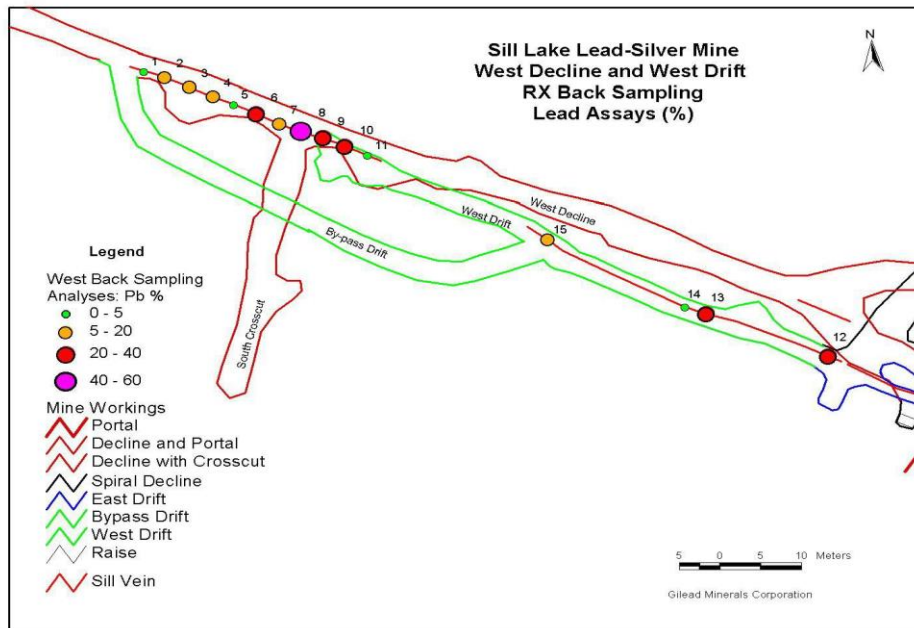 Sill Lake Lead-Silver Mine
West Decline and West Drift
RX Back Sampling
Lead Assays (%)
N
1
2
3
4
5
6
7
8
9
10
11
West Decline
West Drift
15
By-pass Drift
South Crosscut
14
13
12
Legend
West Back Sampling
Analyses: Pb %
0 - 5
5 - 20
20 - 40
40 - 60
Mine Workings
Portal
Decline and Portal
Decline with Crosscut
Spiral Decline
East Drift
Bypass Drift
West Drift
Raise
Sill Vein
5 0 5 10 Meters
Gilead Minerals Corporation